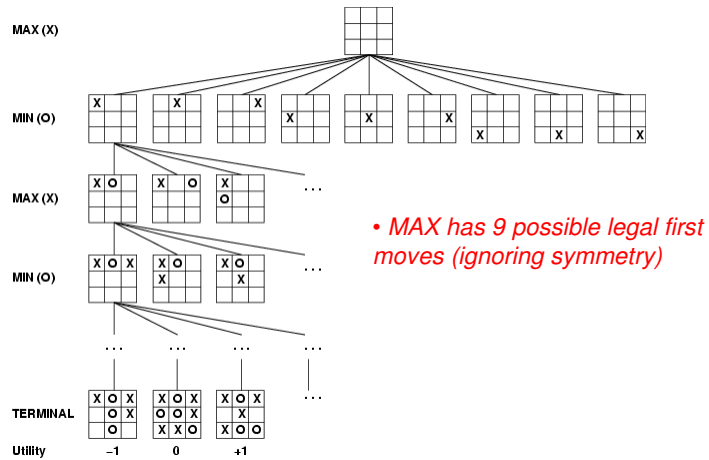 MAX (X)
X X X X X X X X X
MIN (O)
X O X O X
O
...
MAX (X)
• MAX has 9 possible legal first
moves (ignoring symmetry)
X O X X O X O
X X
...
MIN (O)
... ... ... ...
X O X X O X X O X
O X O O X X
O X X O X O O
...
TERMINAL
Utility −1 0 +1